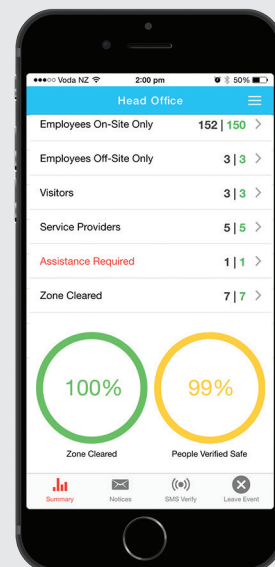 Voda NZ 2:00 pm 50%
Head Office
Employees On-Site Only 152 | 150
Employees Off-Site Only 3 | 3
Visitors 3 | 3
Service Providers 5 | 5
Assistance Required 1 | 1
Zone Cleared 7 | 7
100% 99%
Zone Cleared People Verified Safe
Summary Notices SMS Verify Leave Event